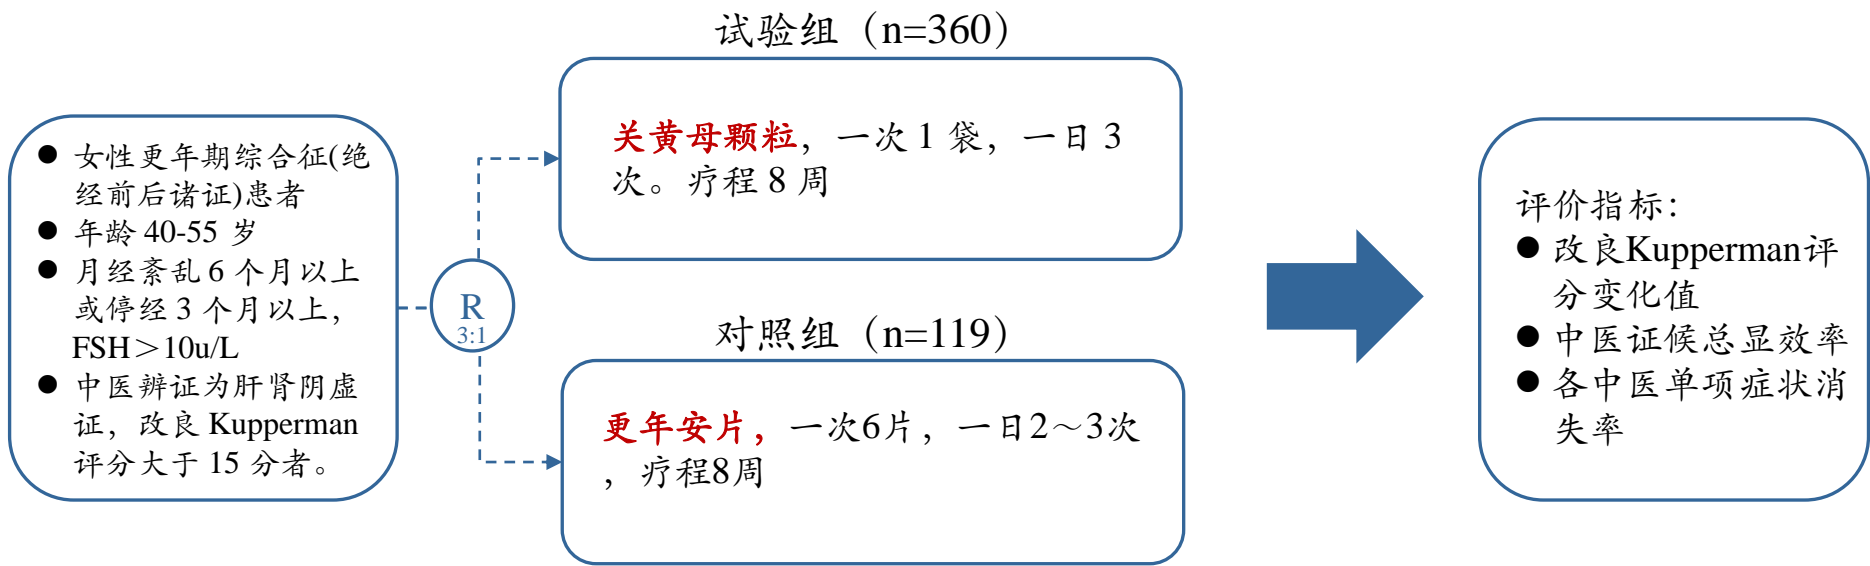 试验组（n=360）
关黄母颗粒，一次 1 袋，一日 3
次。疗程 8 周
● 女性更年期综合征(绝
经前后诸证)患者
● 年龄 40-55 岁
● 月经紊乱 6 个月以上
或停经 3 个月以上，
FSH＞10u/L
● 中医辨证为肝肾阴虚
证，改良 Kupperman
评分大于 15 分者。
R
3:1
对照组（n=119）
更年安片，一次6片，一日2～3次
，疗程8周
评价指标：
● 改良Kupperman评
分变化值
● 中医证候总显效率
● 各中医单项症状消
失率